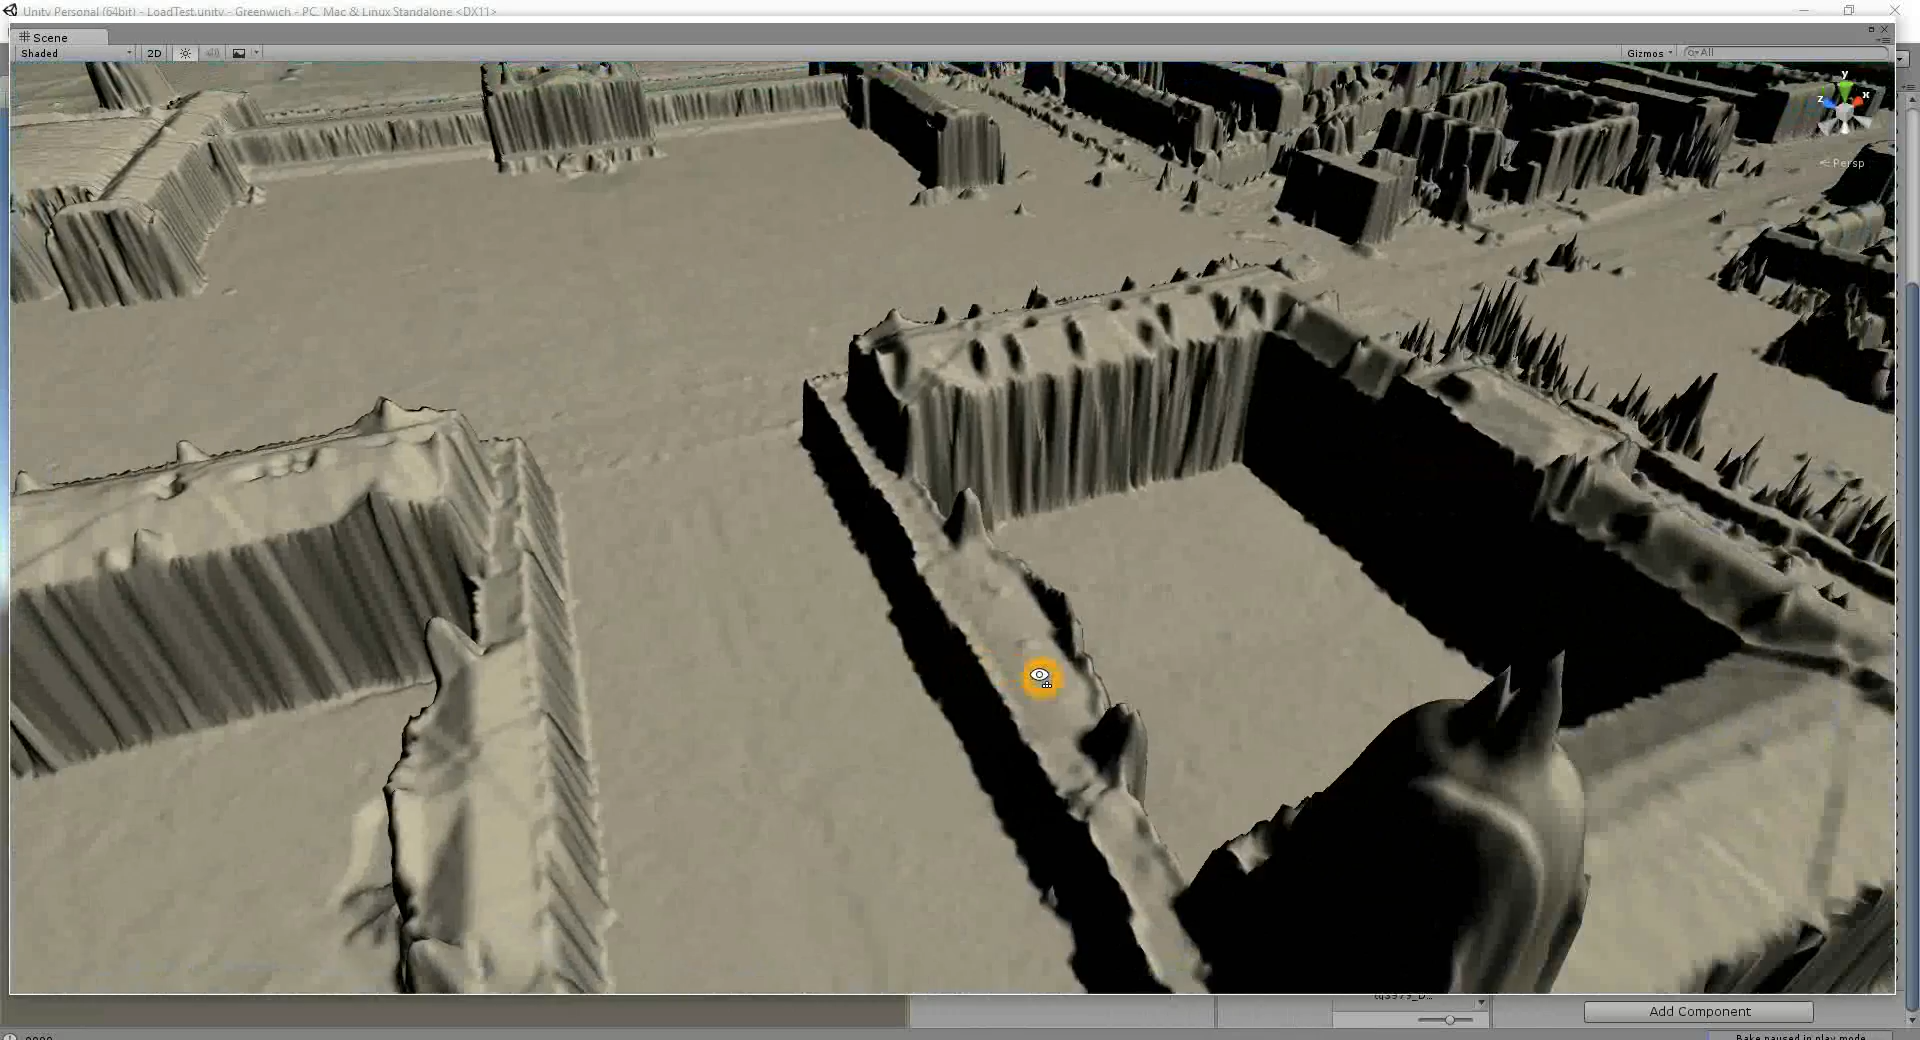 Unity Personal (64bit) - LoadTest.unity - Greenwich - PC, Mac & Linux Standalone <DX11>
Scene
Shaded 2D Gizmos All
y
z x
Persp
Add Component
Bake paused in play mode